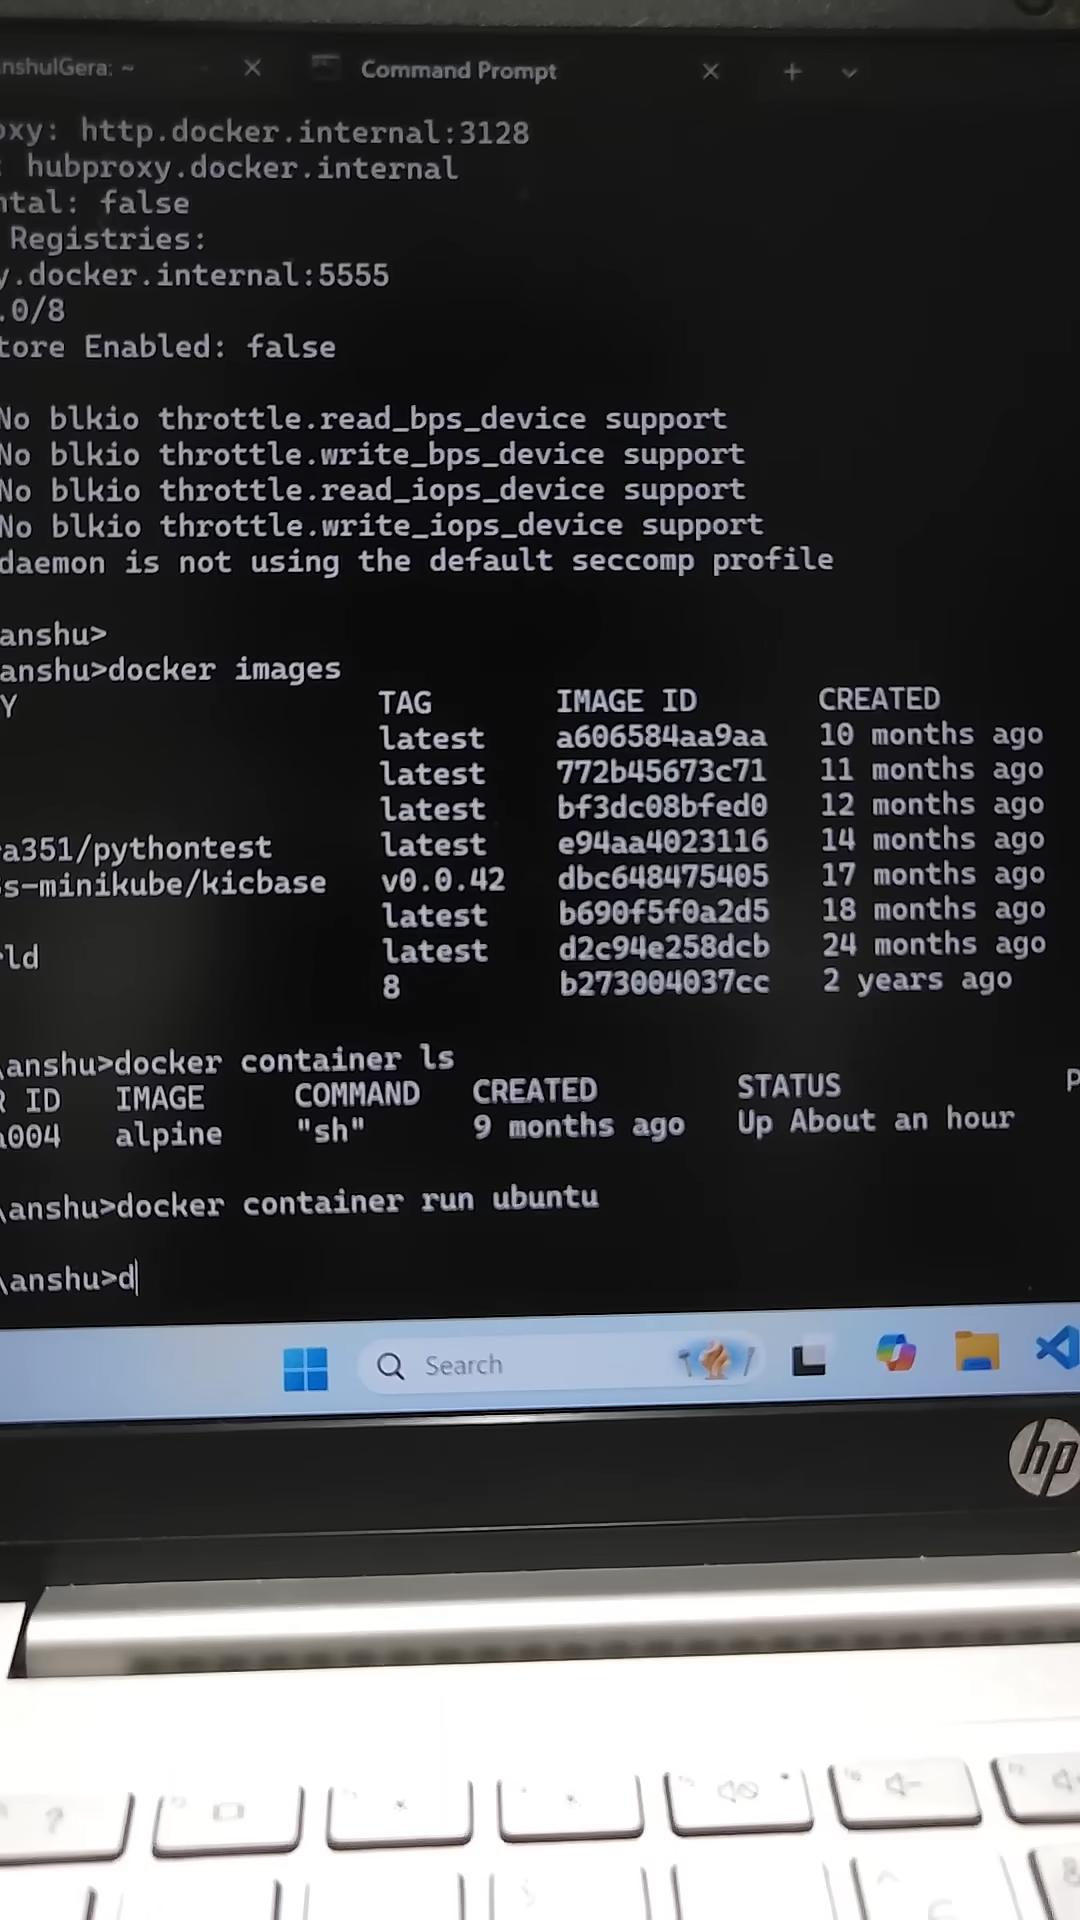 nshulGera: ~
Command Prompt
oxy: http.docker.internal:3128
: hubproxy.docker.internal
ntal: false
Registries:
y.docker.internal:5555
.0/8
tore Enabled: false
No blkio throttle.read_bps_device support
No blkio throttle.write_bps_device support
No blkio throttle.read_iops_device support
No blkio throttle.write_iops_device support
daemon is not using the default seccomp profile
anshu>
anshu>docker images
Y TAG IMAGE ID CREATED
latest a606584aa9aa 10 months ago
latest 772b45673c71 11 months ago
latest bf3dc08bfed0 12 months ago
ra351/pythontest latest e94aa4023116 14 months ago
s-minikube/kicbase v0.0.42 dbc648475405 17 months ago
latest b690f5f0a2d5 18 months ago
rld latest d2c94e258dcb 24 months ago
8 b273004037cc 2 years ago
\anshu>docker container ls
R ID IMAGE COMMAND CREATED STATUS P
a004 alpine "sh" 9 months ago Up About an hour
\anshu>docker container run ubuntu
\anshu>d
Search
hp
?